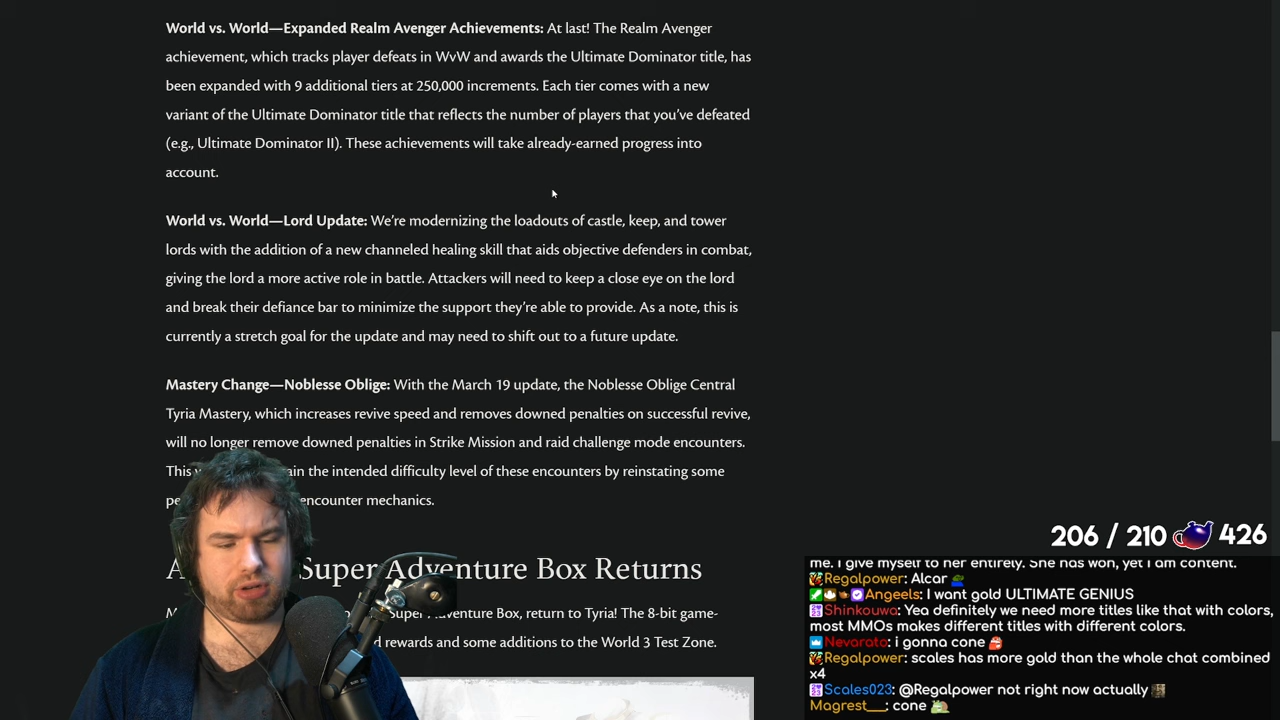 World vs. World—Expanded Realm Avenger Achievements: At last! The Realm Avenger
achievement, which tracks player defeats in WvW and awards the Ultimate Dominator title, has
been expanded with 9 additional tiers at 250,000 increments. Each tier comes with a new
variant of the Ultimate Dominator title that reflects the number of players that you’ve defeated
(e.g., Ultimate Dominator II). These achievements will take already-earned progress into
account.
World vs. World—Lord Update: We’re modernizing the loadouts of castle, keep, and tower
lords with the addition of a new channeled healing skill that aids objective defenders in combat,
giving the lord a more active role in battle. Attackers will need to keep a close eye on the lord
and break their defiance bar to minimize the support they’re able to provide. As a note, this is
currently a stretch goal for the update and may need to shift out to a future update.
Mastery Change—Noblesse Oblige: With the March 19 update, the Noblesse Oblige Central
Tyria Mastery, which increases revive speed and removes downed penalties on successful revive,
will no longer remove downed penalties in Strike Mission and raid challenge mode encounters.
This the intended difficulty level of these encounters by reinstating some
encounter mechanics.
Super Adventure Box Returns
Super Adventure Box, return to Tyria! The 8-bit game-
rewards and some additions to the World 3 Test Zone.
206 / 210 426
me. I give myself to her entirely. She has won, yet I am content.
Regalpower: Alcar
Angeels: I want gold ULTIMATE GENIUS
Shinkouwa: Yea definitely we need more titles like that with colors,
most MMOs makes different titles with different colors.
Nevarato: i gonna cone
Regalpower: scales has more gold than the whole chat combined
x4
Scales023: @Regalpower not right now actually
Magrest__: cone